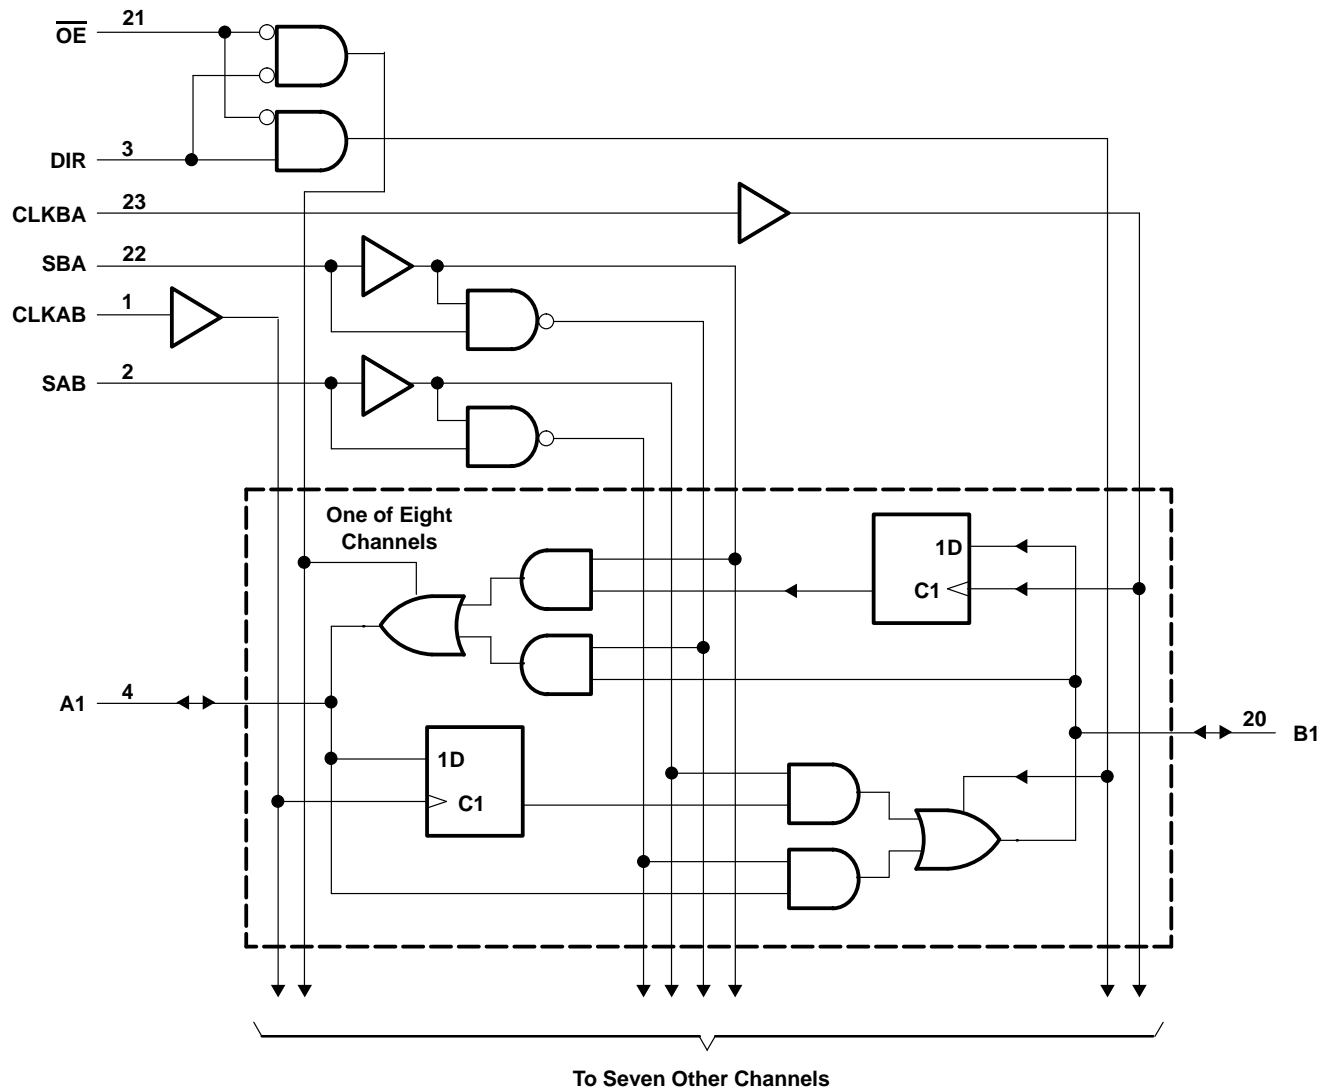 OE 21
DIR 3
CLKBA 23
SBA 22
CLKAB 1
SAB 2
One of Eight
Channels
1D
C1
A1 4
20 B1
1D
C1
To Seven Other Channels